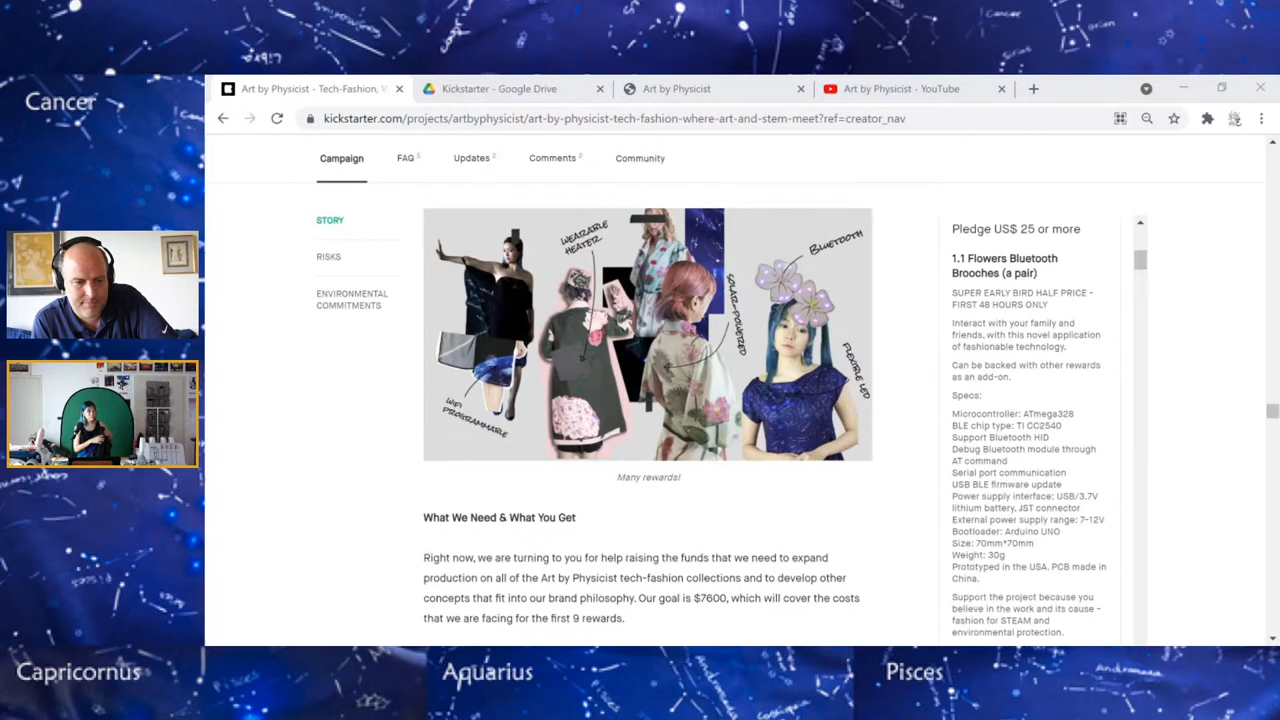 Cancer
Orion
Sirius
Art by Physicist - Tech-Fashion, W
Kickstarter - Google Drive
Art by Physicist
Art by Physicist - YouTube
kickstarter.com/projects/artbyphysicist/art-by-physicist-tech-fashion-where-art-and-stem-meet?ref=creator_nav
Campaign
FAQ 5
Updates 2
Comments 2
Community
STORY
RISKS
ENVIRONMENTAL
COMMITMENTS
WEARABLE
HEATER
BLUETOOTH
SOLAR-POWERED
FLEXIBLE LED
WIFI
PROGRAMMABLE
Many rewards!
What We Need & What You Get
Right now, we are turning to you for help raising the funds that we need to expand
production on all of the Art by Physicist tech-fashion collections and to develop other
concepts that fit into our brand philosophy. Our goal is $7600, which will cover the costs
that we are facing for the first 9 rewards.
Pledge US$ 25 or more
1.1 Flowers Bluetooth
Brooches (a pair)
SUPER EARLY BIRD HALF PRICE -
FIRST 48 HOURS ONLY
Interact with your family and
friends, with this novel application
of fashionable technology.
Can be backed with other rewards
as an add-on.
Specs:
Microcontroller: ATmega328
BLE chip type: TI CC2540
Support Bluetooth HID
Debug Bluetooth module through
AT command
Serial port communication
USB BLE firmware update
Power supply interface: USB/3.7V
lithium battery, JST connector
External power supply range: 7-12V
Bootloader: Arduino UNO
Size: 70mm*70mm
Weight: 30g
Prototyped in the USA. PCB made in
China.
Support the project because you
believe in the work and its cause -
fashion for STEAM and
environmental protection.
Capricornus
Aquarius
Pisces